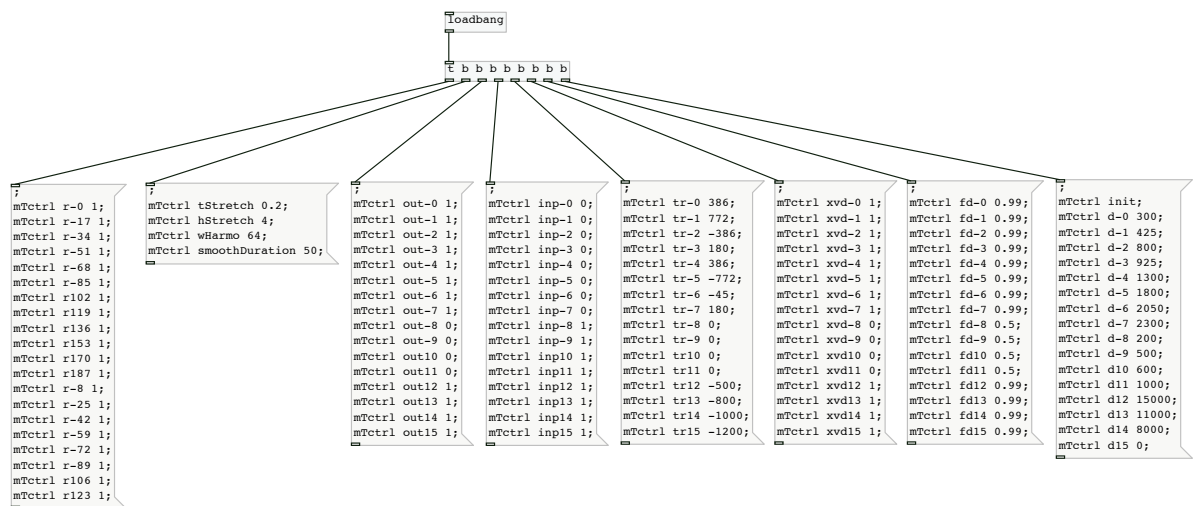 loadbang
t b b b b b b b
;
mTctrl r-0 1;
mTctrl r-17 1;
mTctrl r-34 1;
mTctrl r-51 1;
mTctrl r-68 1;
mTctrl r-85 1;
mTctrl r102 1;
mTctrl r119 1;
mTctrl r136 1;
mTctrl r153 1;
mTctrl r170 1;
mTctrl r187 1;
mTctrl r-8 1;
mTctrl r-25 1;
mTctrl r-42 1;
mTctrl r-59 1;
mTctrl r-72 1;
mTctrl r-89 1;
mTctrl r106 1;
mTctrl r123 1;
;
mTctrl tStretch 0.2;
mTctrl hStretch 4;
mTctrl wHarmo 64;
mTctrl smoothDuration 50;
;
mTctrl out-0 1;
mTctrl out-1 1;
mTctrl out-2 1;
mTctrl out-3 1;
mTctrl out-4 1;
mTctrl out-5 1;
mTctrl out-6 1;
mTctrl out-7 1;
mTctrl out-8 0;
mTctrl out-9 0;
mTctrl out10 0;
mTctrl out11 0;
mTctrl out12 1;
mTctrl out13 1;
mTctrl out14 1;
mTctrl out15 1;
;
mTctrl inp-0 0;
mTctrl inp-1 0;
mTctrl inp-2 0;
mTctrl inp-3 0;
mTctrl inp-4 0;
mTctrl inp-5 0;
mTctrl inp-6 0;
mTctrl inp-7 0;
mTctrl inp-8 1;
mTctrl inp-9 1;
mTctrl inp10 1;
mTctrl inp11 1;
mTctrl inp12 1;
mTctrl inp13 1;
mTctrl inp14 1;
mTctrl inp15 1;
;
mTctrl tr-0 386;
mTctrl tr-1 772;
mTctrl tr-2 -386;
mTctrl tr-3 180;
mTctrl tr-4 386;
mTctrl tr-5 -772;
mTctrl tr-6 -45;
mTctrl tr-7 180;
mTctrl tr-8 0;
mTctrl tr-9 0;
mTctrl tr10 0;
mTctrl tr11 0;
mTctrl tr12 -500;
mTctrl tr13 -800;
mTctrl tr14 -1000;
mTctrl tr15 -1200;
;
mTctrl xvd-0 1;
mTctrl xvd-1 1;
mTctrl xvd-2 1;
mTctrl xvd-3 1;
mTctrl xvd-4 1;
mTctrl xvd-5 1;
mTctrl xvd-6 1;
mTctrl xvd-7 1;
mTctrl xvd-8 0;
mTctrl xvd-9 0;
mTctrl xvd10 0;
mTctrl xvd11 0;
mTctrl xvd12 1;
mTctrl xvd13 1;
mTctrl xvd14 1;
mTctrl xvd15 1;
;
mTctrl fd-0 0.99;
mTctrl fd-1 0.99;
mTctrl fd-2 0.99;
mTctrl fd-3 0.99;
mTctrl fd-4 0.99;
mTctrl fd-5 0.99;
mTctrl fd-6 0.99;
mTctrl fd-7 0.99;
mTctrl fd-8 0.5;
mTctrl fd-9 0.5;
mTctrl fd10 0.5;
mTctrl fd11 0.5;
mTctrl fd12 0.99;
mTctrl fd13 0.99;
mTctrl fd14 0.99;
mTctrl fd15 0.99;
;
mTctrl init;
mTctrl d-0 300;
mTctrl d-1 425;
mTctrl d-2 800;
mTctrl d-3 925;
mTctrl d-4 1300;
mTctrl d-5 1800;
mTctrl d-6 2050;
mTctrl d-7 2300;
mTctrl d-8 200;
mTctrl d-9 500;
mTctrl d10 600;
mTctrl d11 1000;
mTctrl d12 15000;
mTctrl d13 11000;
mTctrl d14 8000;
mTctrl d15 0;